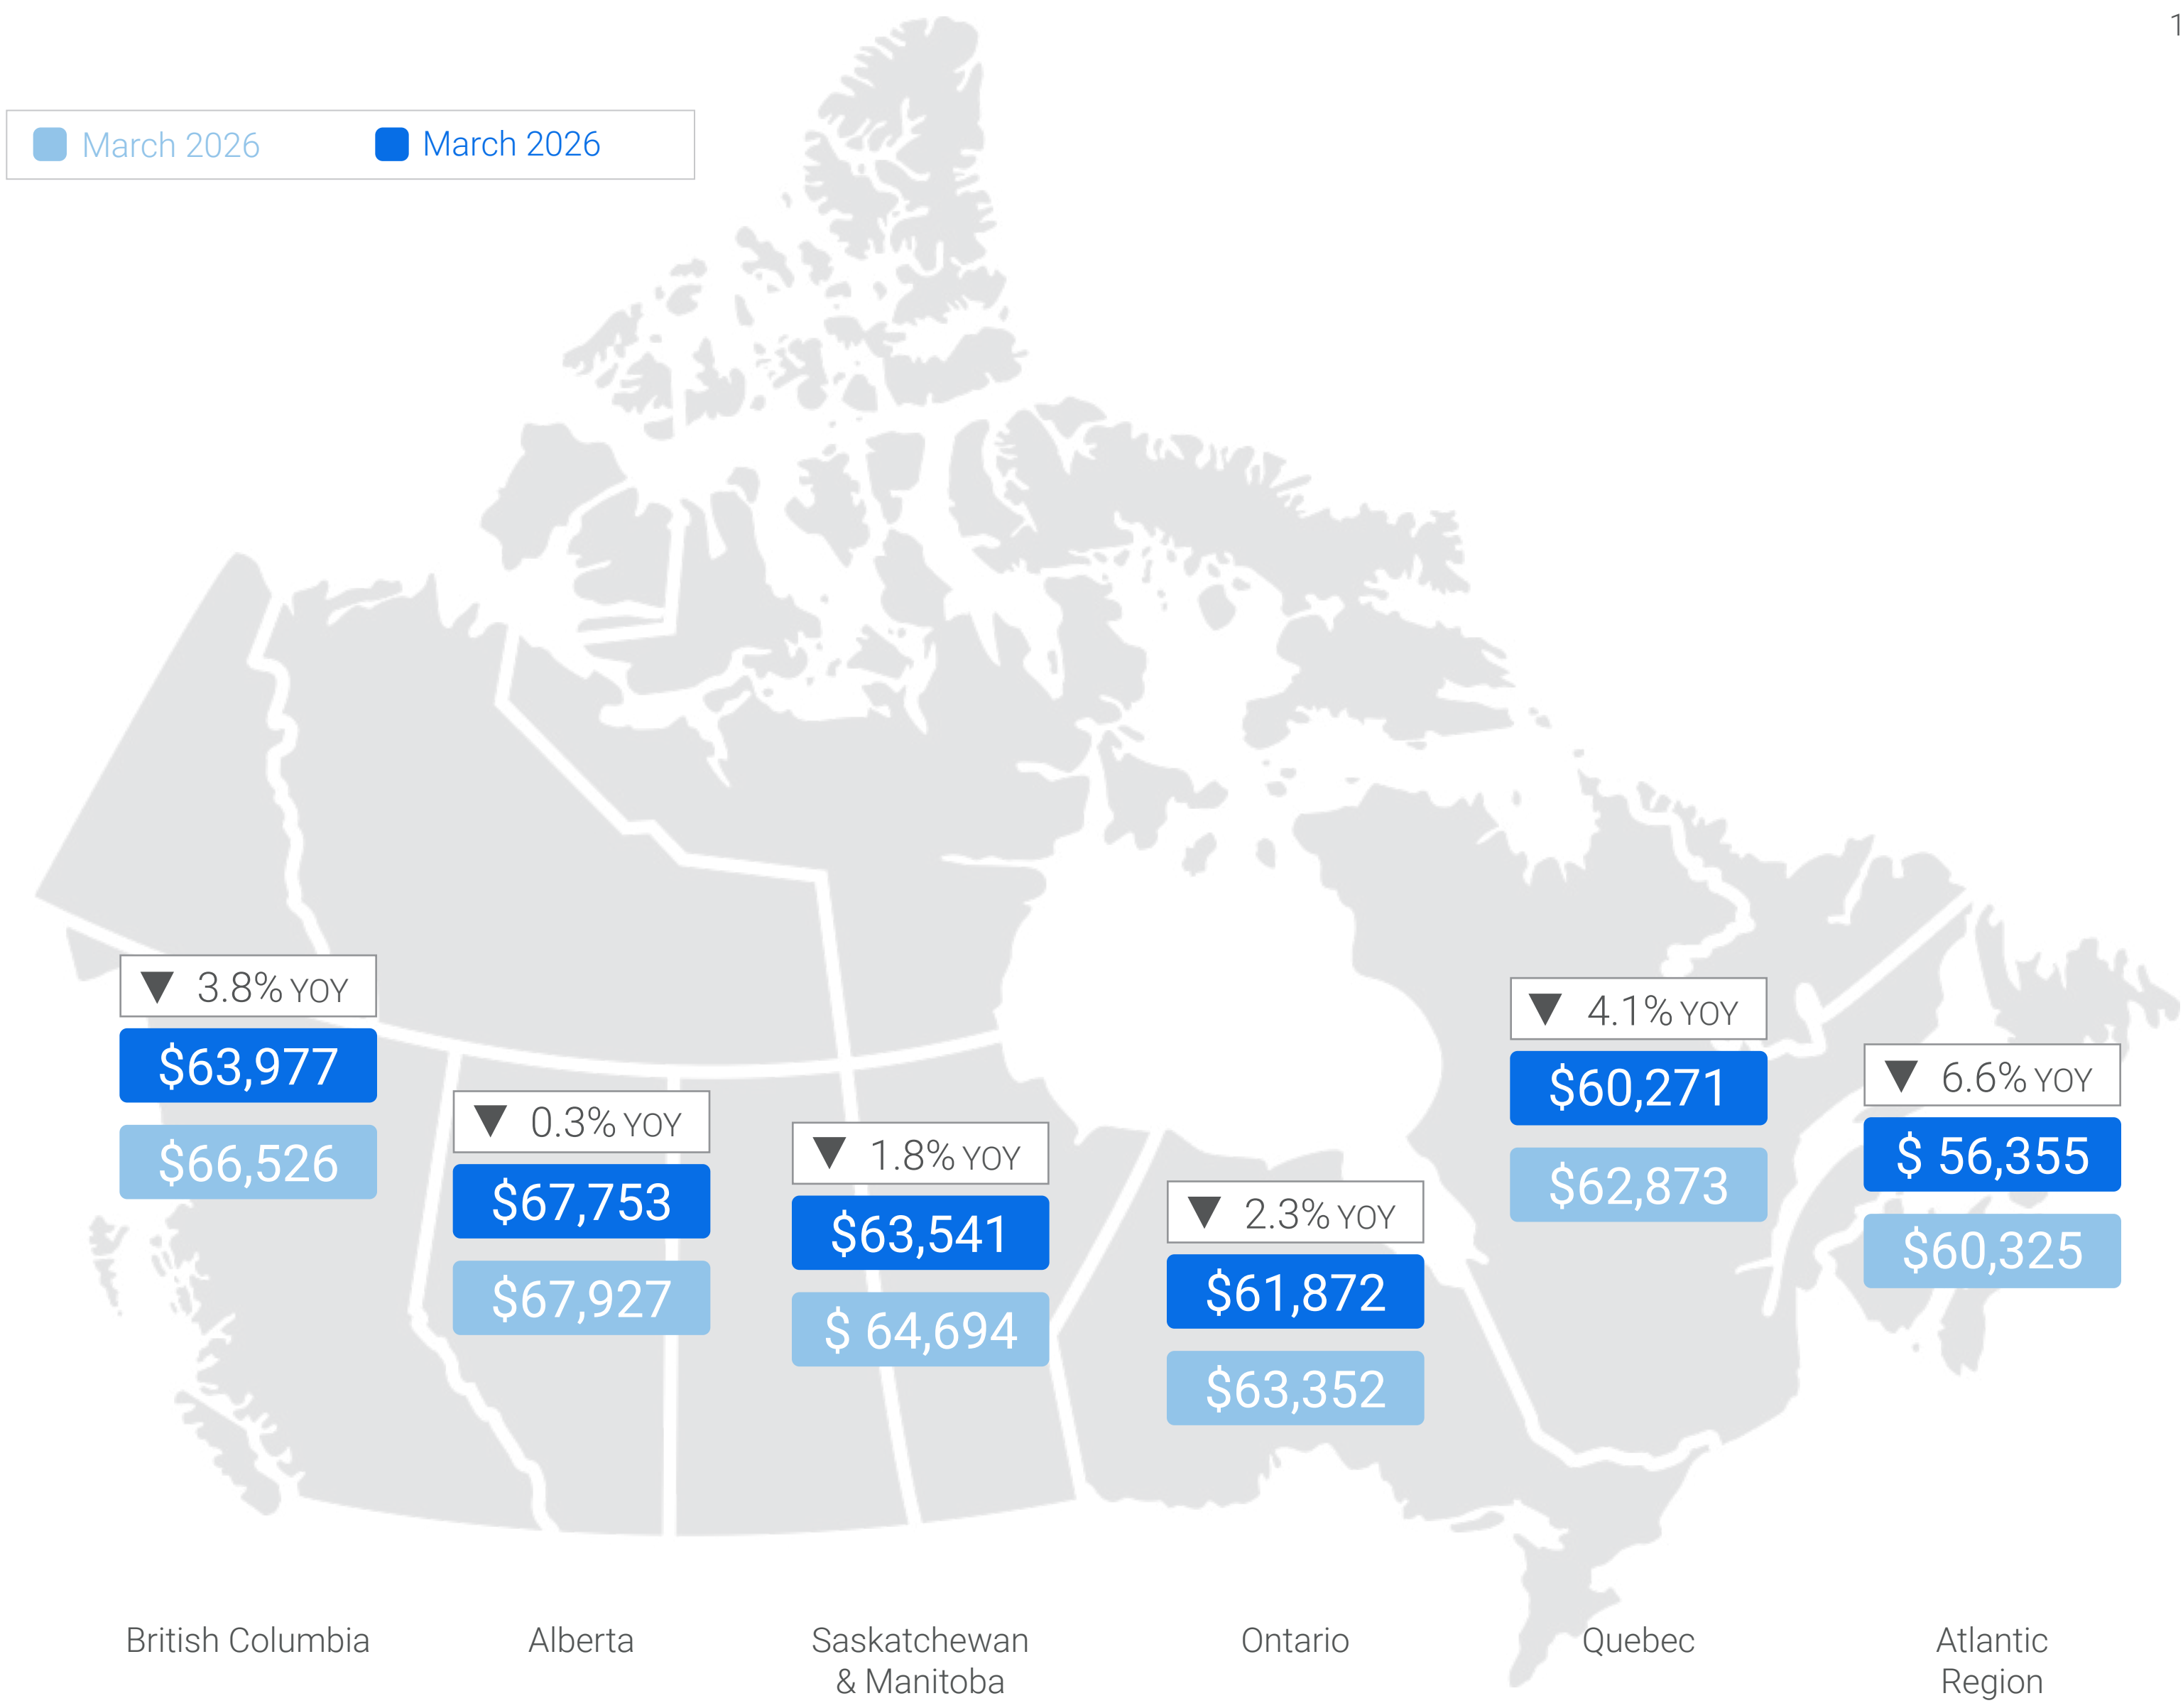 1
March 2026
March 2026
3.8% YOY
$63,977
$66,526
0.3% YOY
$67,753
$67,927
1.8% YOY
$63,541
$ 64,694
2.3% YOY
$61,872
$63,352
4.1% YOY
$60,271
$62,873
6.6% YOY
$ 56,355
$60,325
British Columbia
Alberta
Saskatchewan
& Manitoba
Ontario
Quebec
Atlantic
Region